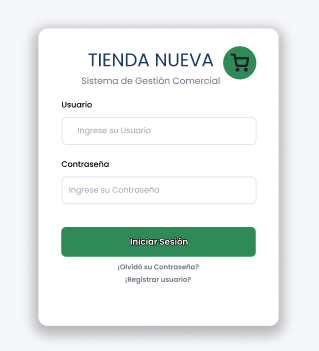 TIENDA NUEVA
Sistema de Gestión Comercial
Usuario
Ingrese su Usuario
Contraseña
Ingrese su Contraseña
Iniciar Sesión
¡Olvidó su Contraseña?
¡Registrar usuario?